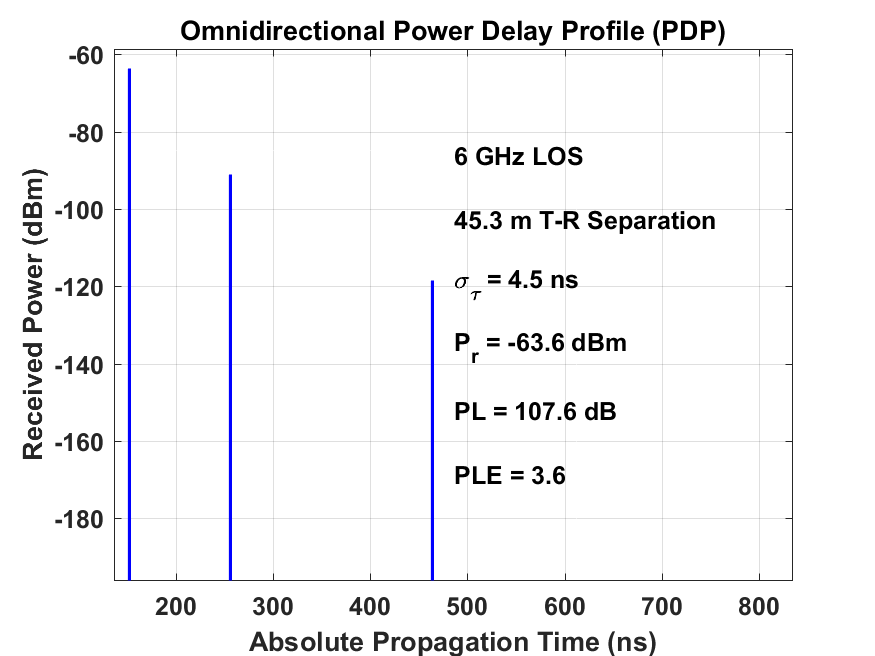 Omnidirectional Power Delay Profile (PDP)
Received Power (dBm)
-60
-80
-100
-120
-140
-160
-180
6 GHz LOS
45.3 m T-R Separation
σ_τ = 4.5 ns
P_r = -63.6 dBm
PL = 107.6 dB
PLE = 3.6
200 300 400 500 600 700 800
Absolute Propagation Time (ns)